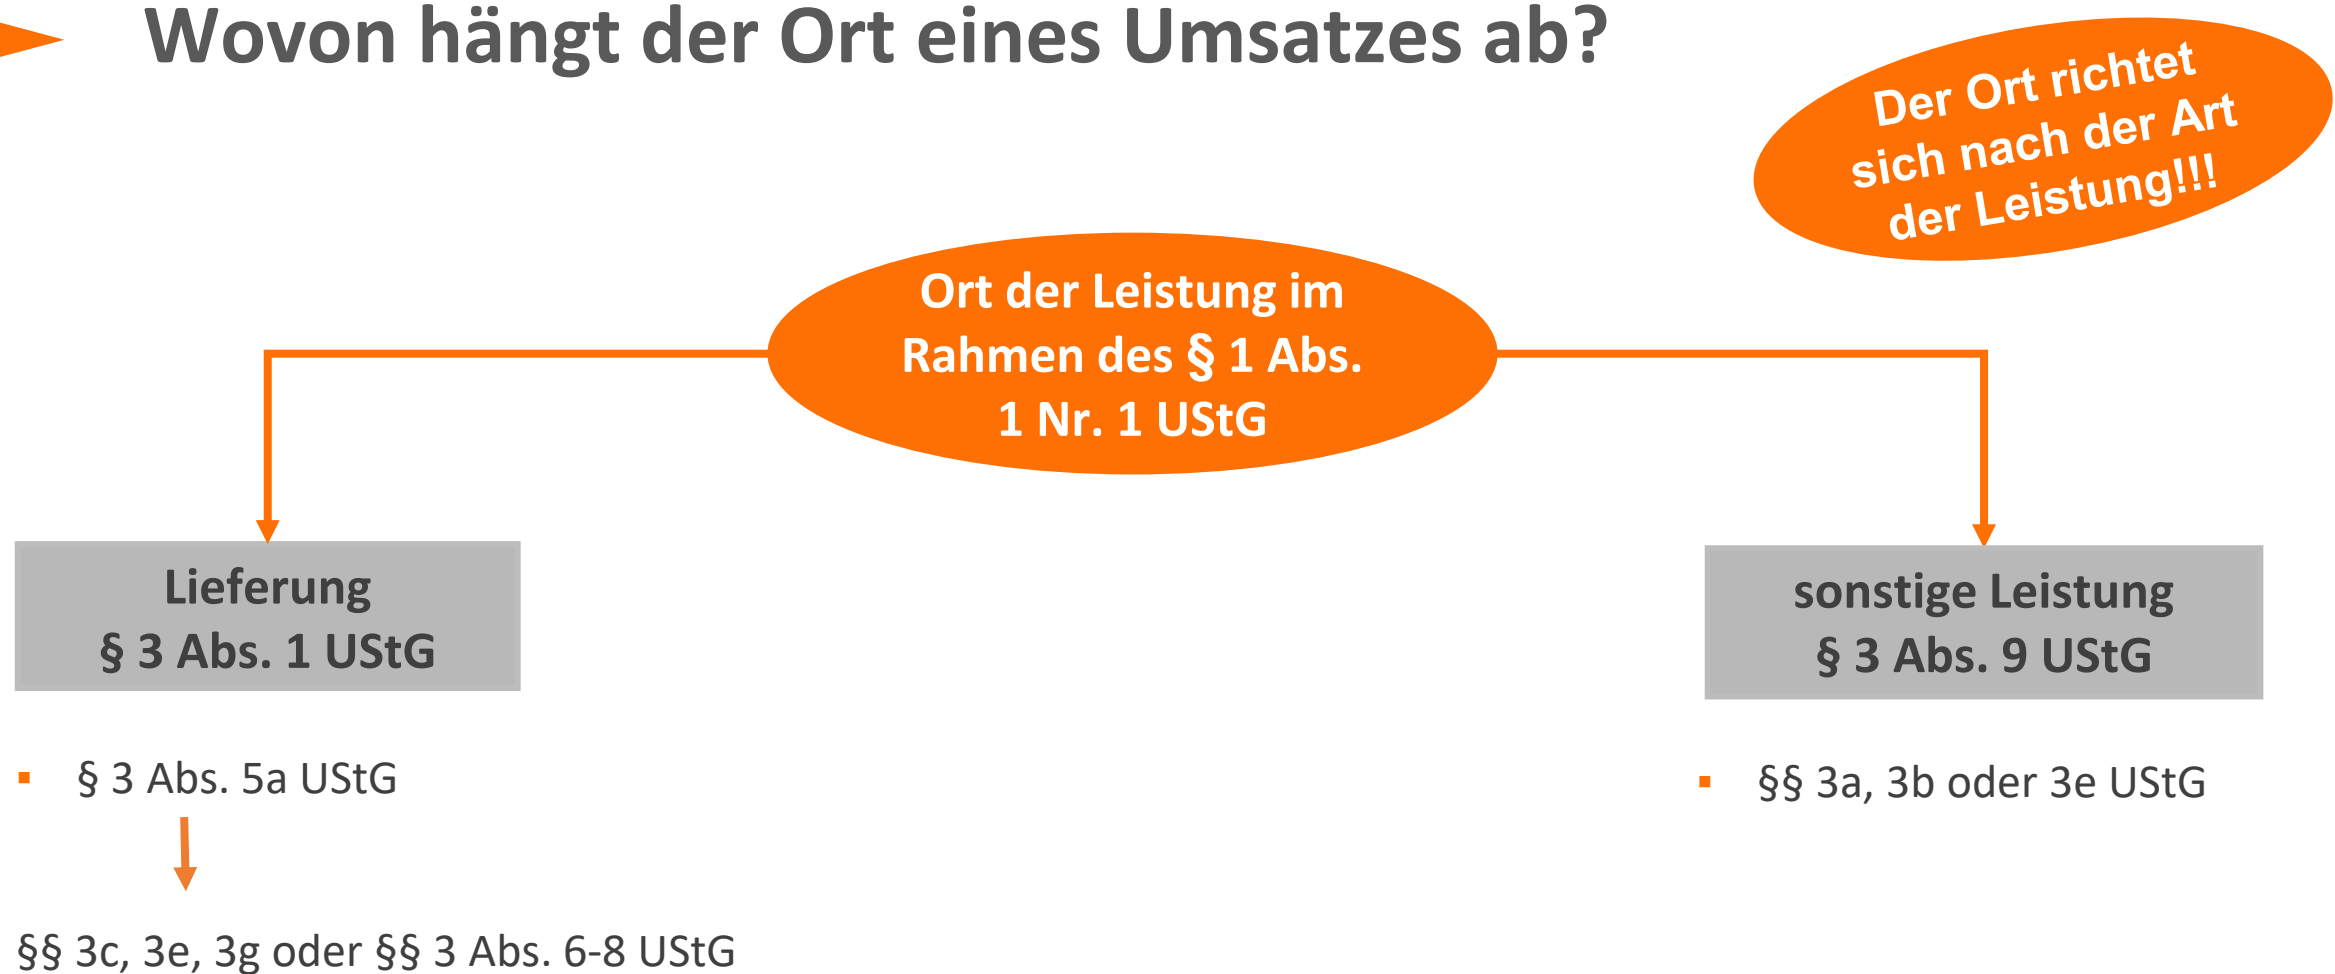 Wovon hängt der Ort eines Umsatzes ab?
Der Ort richtet
sich nach der Art
der Leistung!!!
Ort der Leistung im
Rahmen des § 1 Abs.
1 Nr. 1 UStG
Lieferung
§ 3 Abs. 1 UStG
sonstige Leistung
§ 3 Abs. 9 UStG
▪ § 3 Abs. 5a UStG
▪ §§ 3a, 3b oder 3e UStG
§§ 3c, 3e, 3g oder §§ 3 Abs. 6-8 UStG